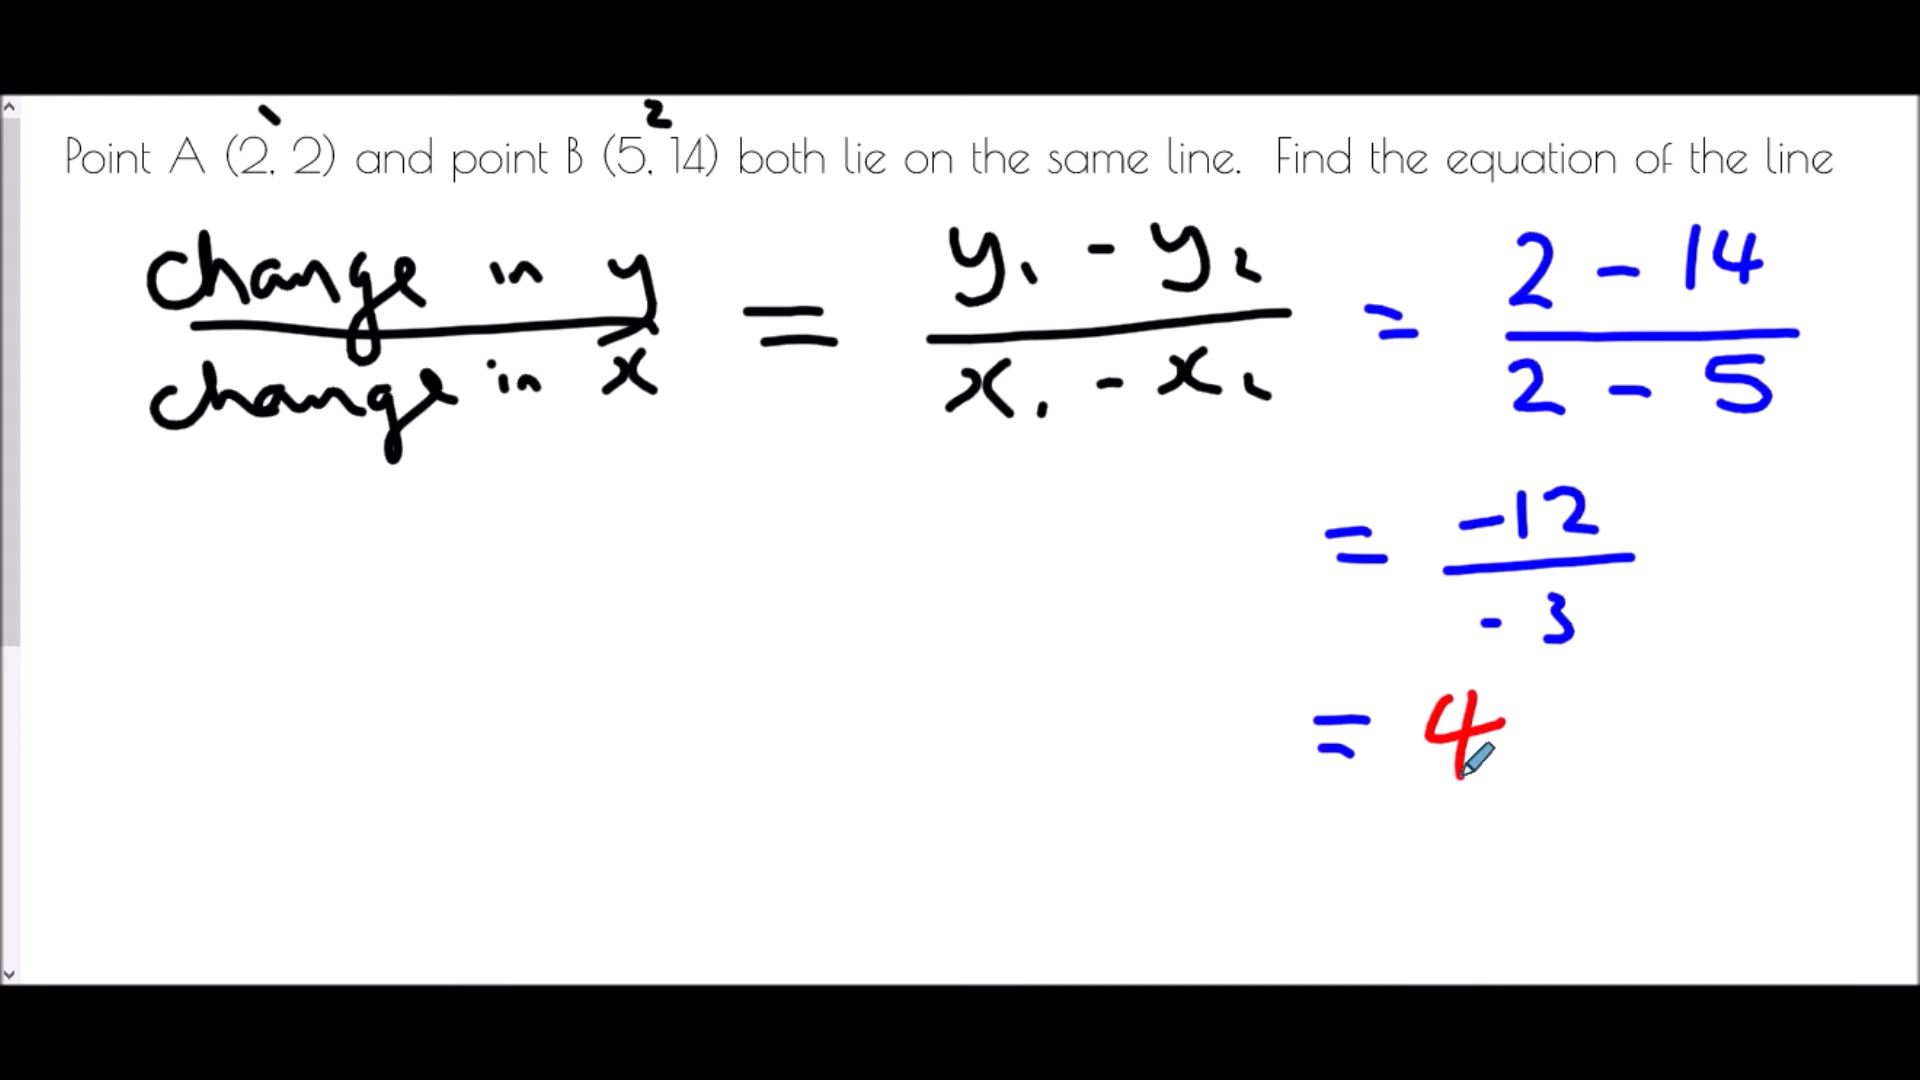 1 2
Point A (2, 2) and point B (5, 14) both lie on the same line. Find the equation of the line
change in y / change in x = y₁ - y₂ / x₁ - x₂ = 2 - 14 / 2 - 5
= -12 / -3
= 4